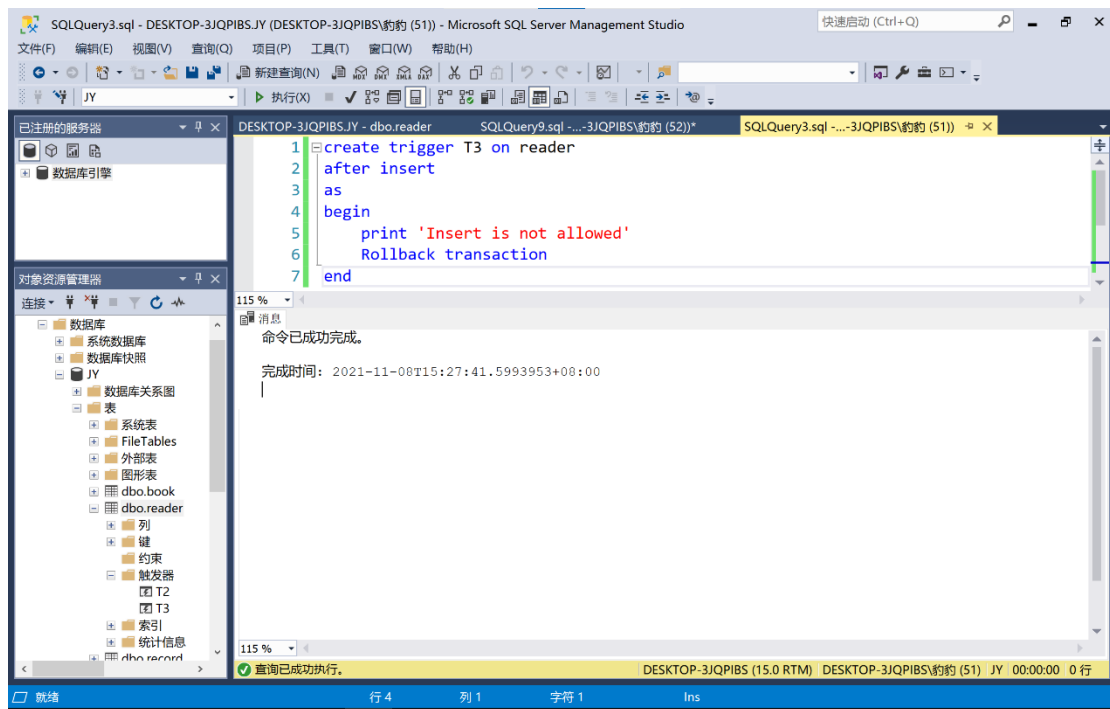 SQLQuery3.sql - DESKTOP-3JQPIBS.JY (DESKTOP-3JQPIBS\豹豹 (51)) - Microsoft SQL Server Management Studio
快速启动 (Ctrl+Q)
文件(F) 编辑(E) 视图(V) 查询(Q) 项目(P) 工具(T) 窗口(W) 帮助(H)
新建查询(N)
MDX DMX XMLA DAX
JY
执行(X)
已注册的服务器
数据库引擎
对象资源管理器
连接
数据库
系统数据库
数据库快照
JY
数据库关系图
表
系统表
FileTables
外部表
图形表
dbo.book
dbo.reader
列
键
约束
触发器
T2
T3
索引
统计信息
dbo.record
DESKTOP-3JQPIBS.JY - dbo.reader
SQLQuery9.sql -...-3JQPIBS\豹豹 (52))*
SQLQuery3.sql -...-3JQPIBS\豹豹 (51))
1 create trigger T3 on reader
2 after insert
3 as
4 begin
5 print 'Insert is not allowed'
6 Rollback transaction
7 end
115 %
消息
命令已成功完成。
完成时间: 2021-11-08T15:27:41.5993953+08:00
115 %
查询已成功执行。
DESKTOP-3JQPIBS (15.0 RTM) DESKTOP-3JQPIBS\豹豹 (51) JY 00:00:00 0 行
就绪
行 4 列 1 字符 1 Ins